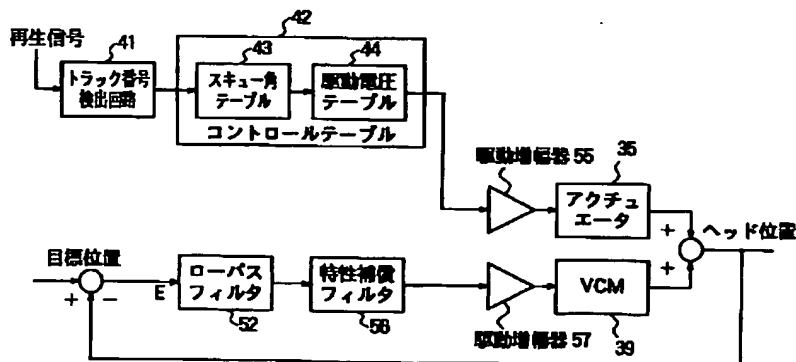 再生信号
41
トラック番号
検出回路
42
43
スキュー角
テーブル
44
駆動電圧
テーブル
コントロールテーブル
駆動増幅器 55
35
アクチュ
エータ
+
+
ヘッド位置
目標位置
+
-
E
ローパス
フィルタ
52
特性補償
フィルタ
56
駆動増幅器 57
VCM
39